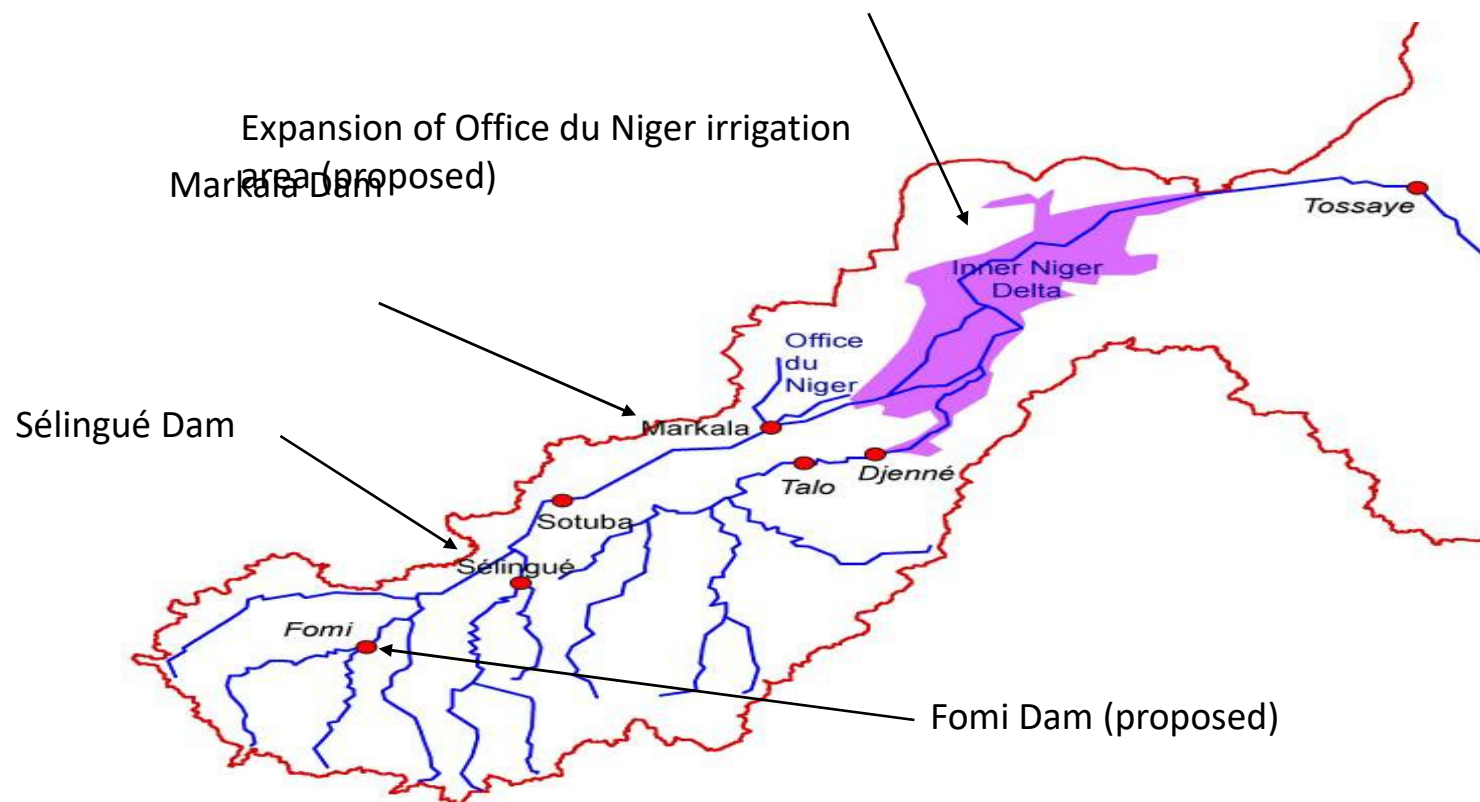 Expansion of Office du Niger irrigation
area (proposed)
Markala Dam
Tossaye
Inner Niger
Delta
Office
du
Niger
Sélingué Dam
Markala
Djenné
Talo
Sotuba
Sélingué
Fomi
Fomi Dam (proposed)